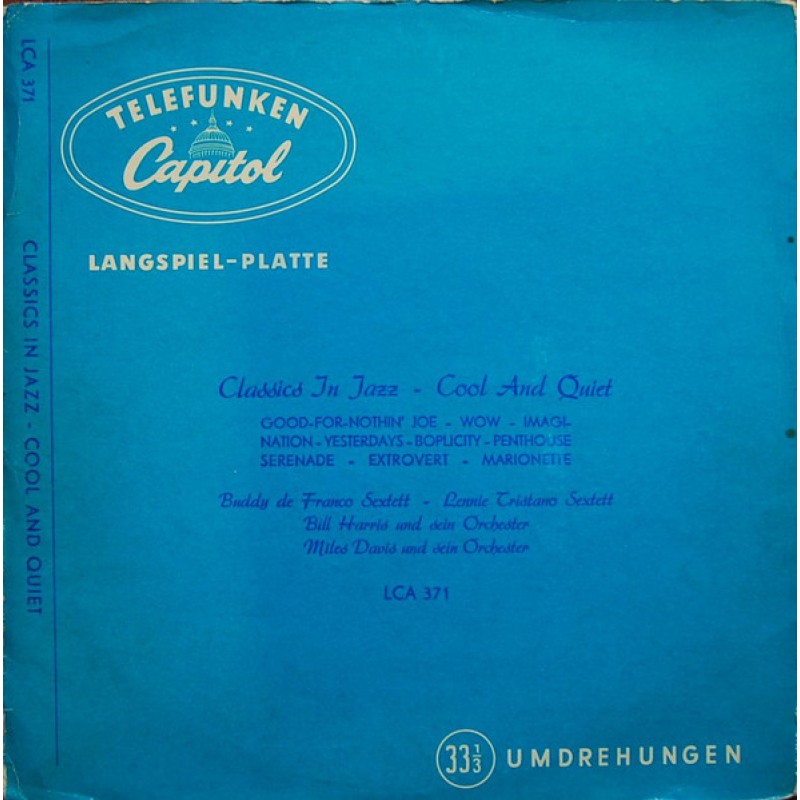 LCA 371
CLASSICS IN JAZZ - COOL AND QUIET
TELEFUNKEN
Capitol
LANGSPIEL-PLATTE
Classics In Jazz - Cool And Quiet
GOOD-FOR-NOTHIN' JOE - WOW - IMAGI-
NATION - YESTERDAYS - BOPLICITY - PENTHOUSE
SERENADE - EXTROVERT - MARIONETTE
Buddy de Franco Sextett - Lennie Tristano Sextett
Bill Harris und sein Orchester
Miles Davis und sein Orchester
LCA 371
33 1/3 UMDREHUNGEN